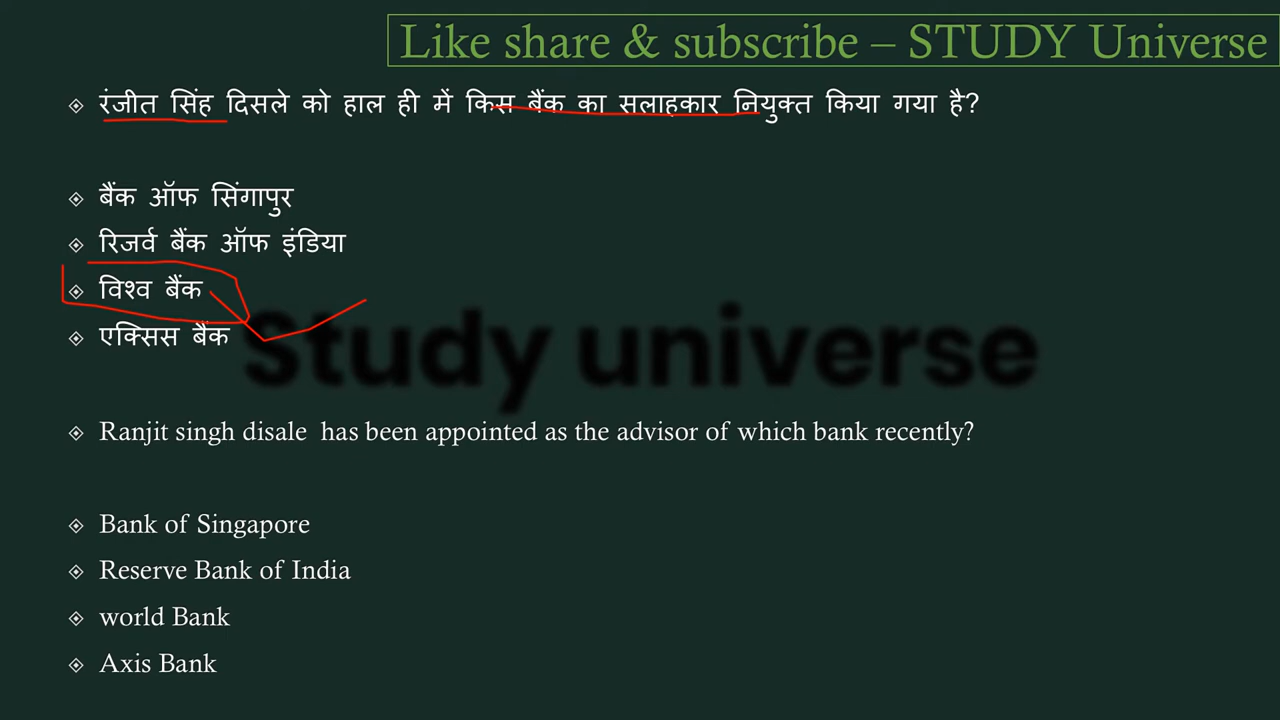 Like share & subscribe – STUDY Universe
रंजीत सिंह दिसले को हाल ही में किस बैंक का सलाहकार नियुक्त किया गया है?
बैंक ऑफ सिंगापुर
रिजर्व बैंक ऑफ इंडिया
विश्व बैंक
एक्सिस बैंक
Study universe
Ranjit singh disale has been appointed as the advisor of which bank recently?
Bank of Singapore
Reserve Bank of India
world Bank
Axis Bank